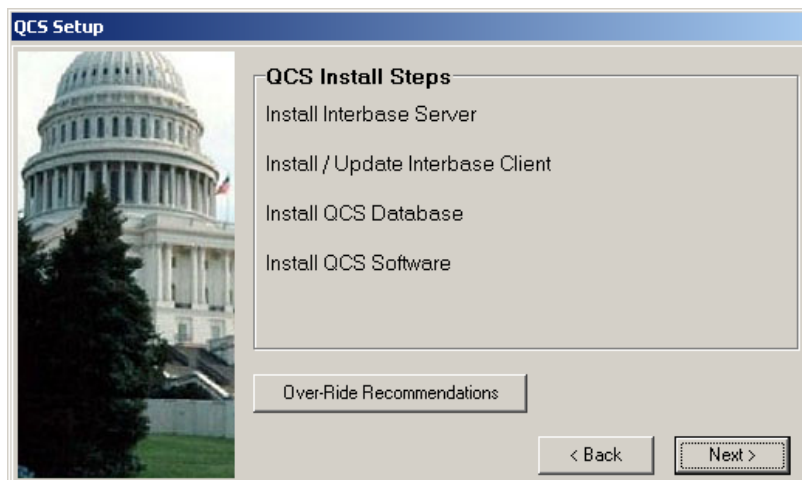 QCS Setup
QCS Install Steps
Install Interbase Server
Install / Update Interbase Client
Install QCS Database
Install QCS Software
Over-Ride Recommendations
< Back
Next >